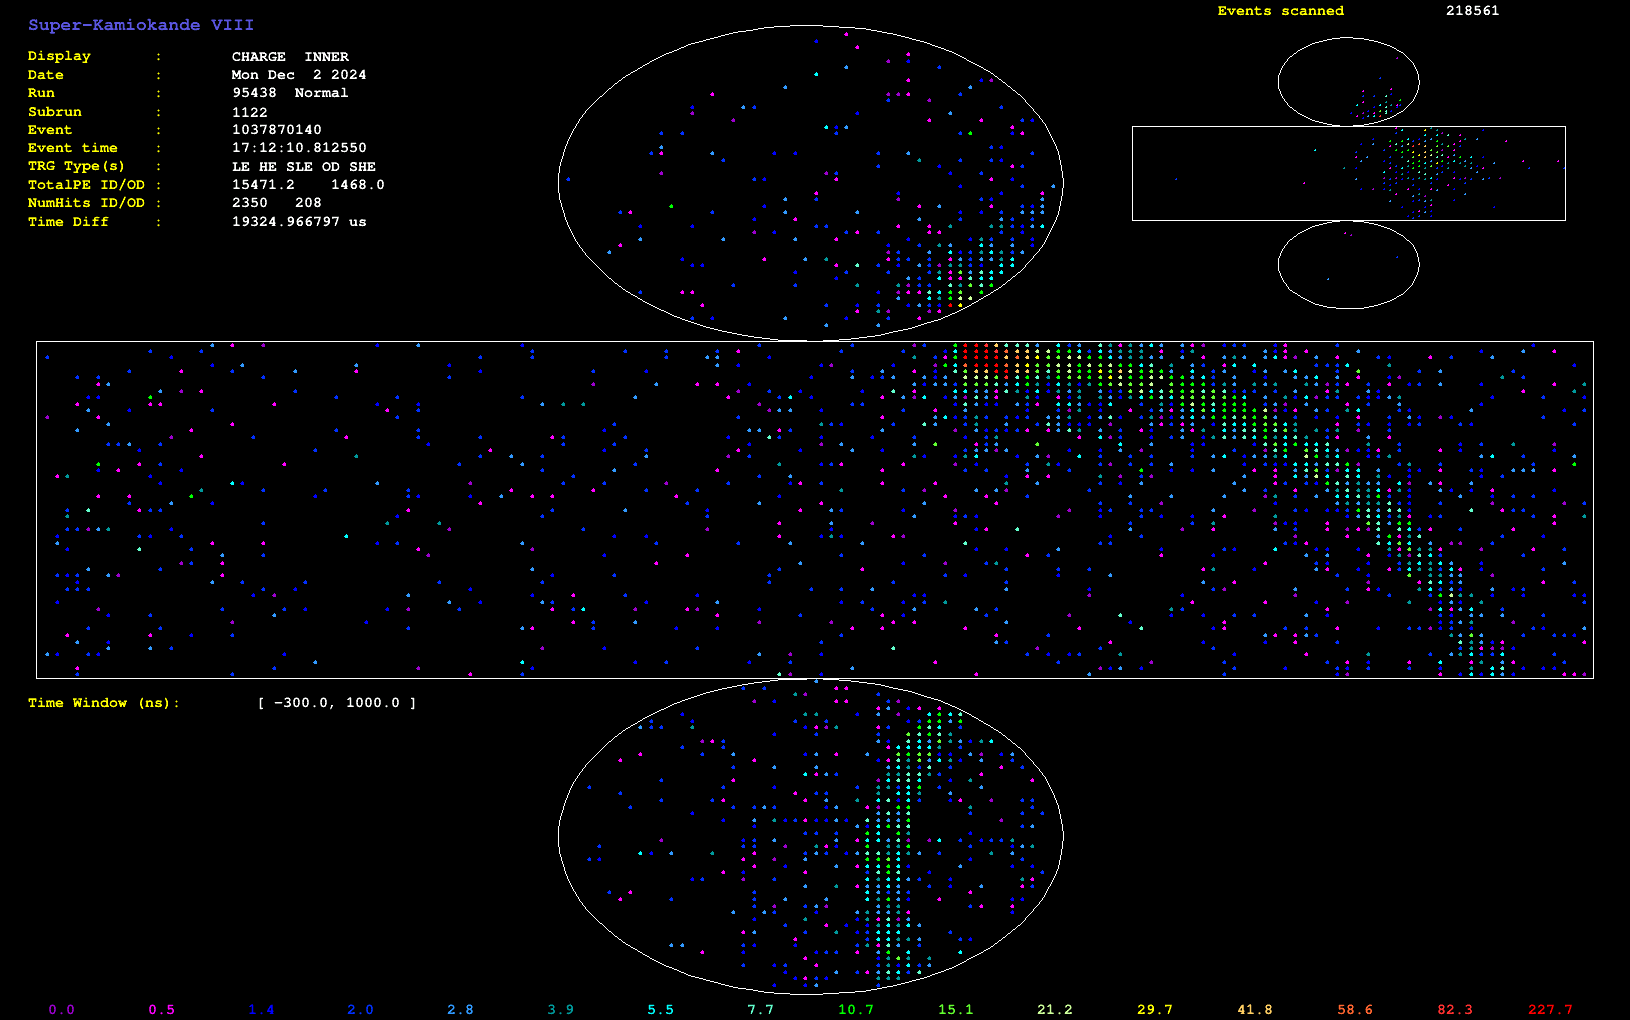 Super-Kamiokande VIII
Events scanned 218561
Display : CHARGE INNER
Date : Mon Dec 2 2024
Run : 95438 Normal
Subrun : 1122
Event : 1037870140
Event time : 17:12:10.812550
TRG Type(s) : LE HE SLE OD SHE
TotalPE ID/OD : 15471.2 1468.0
NumHits ID/OD : 2350 208
Time Diff : 19324.966797 us
Time Window (ns): [ -300.0, 1000.0 ]
0.0 0.5 1.4 2.0 2.8 3.9 5.5 7.7 10.7 15.1 21.2 29.7 41.8 58.6 82.3 227.7